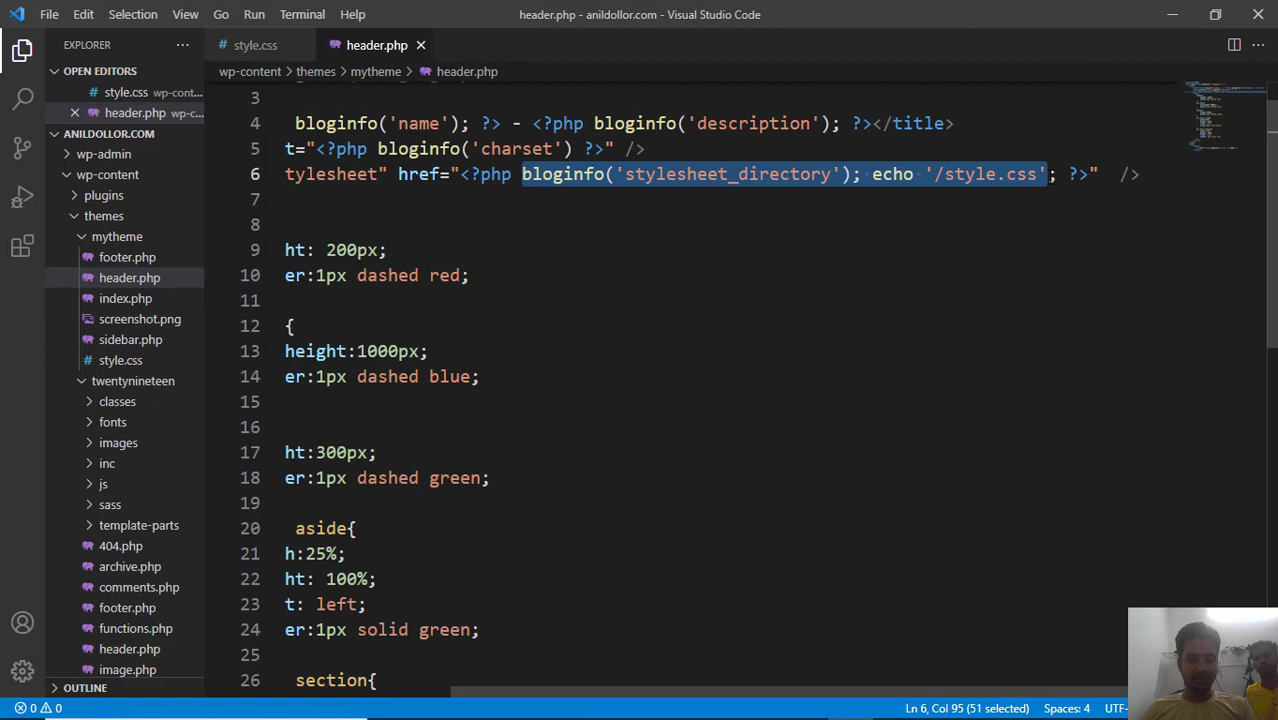 File Edit Selection View Go Run Terminal Help
header.php - anildollor.com - Visual Studio Code
EXPLORER
OPEN EDITORS
# style.css wp-cont...
header.php wp-c...
ANILDOLLOR.COM
wp-admin
wp-content
plugins
themes
mytheme
footer.php
header.php
index.php
screenshot.png
sidebar.php
# style.css
twentynineteen
classes
fonts
images
inc
js
sass
template-parts
404.php
archive.php
comments.php
footer.php
functions.php
header.php
image.php
OUTLINE
# style.css
header.php
wp-content > themes > mytheme > header.php
3
4 bloginfo('name'); ?> - <?php bloginfo('description'); ?></title>
5 t="<?php bloginfo('charset') ?>" />
6 tylesheet" href="<?php bloginfo('stylesheet_directory'); echo '/style.css'; ?>" />
7
8
9 ht: 200px;
10 er:1px dashed red;
11
12 {
13 height:1000px;
14 er:1px dashed blue;
15
16
17 ht:300px;
18 er:1px dashed green;
19
20 aside{
21 h:25%;
22 ht: 100%;
23 t: left;
24 er:1px solid green;
25
26 section{
0 0
Ln 6, Col 95 (51 selected) Spaces: 4 UTF-